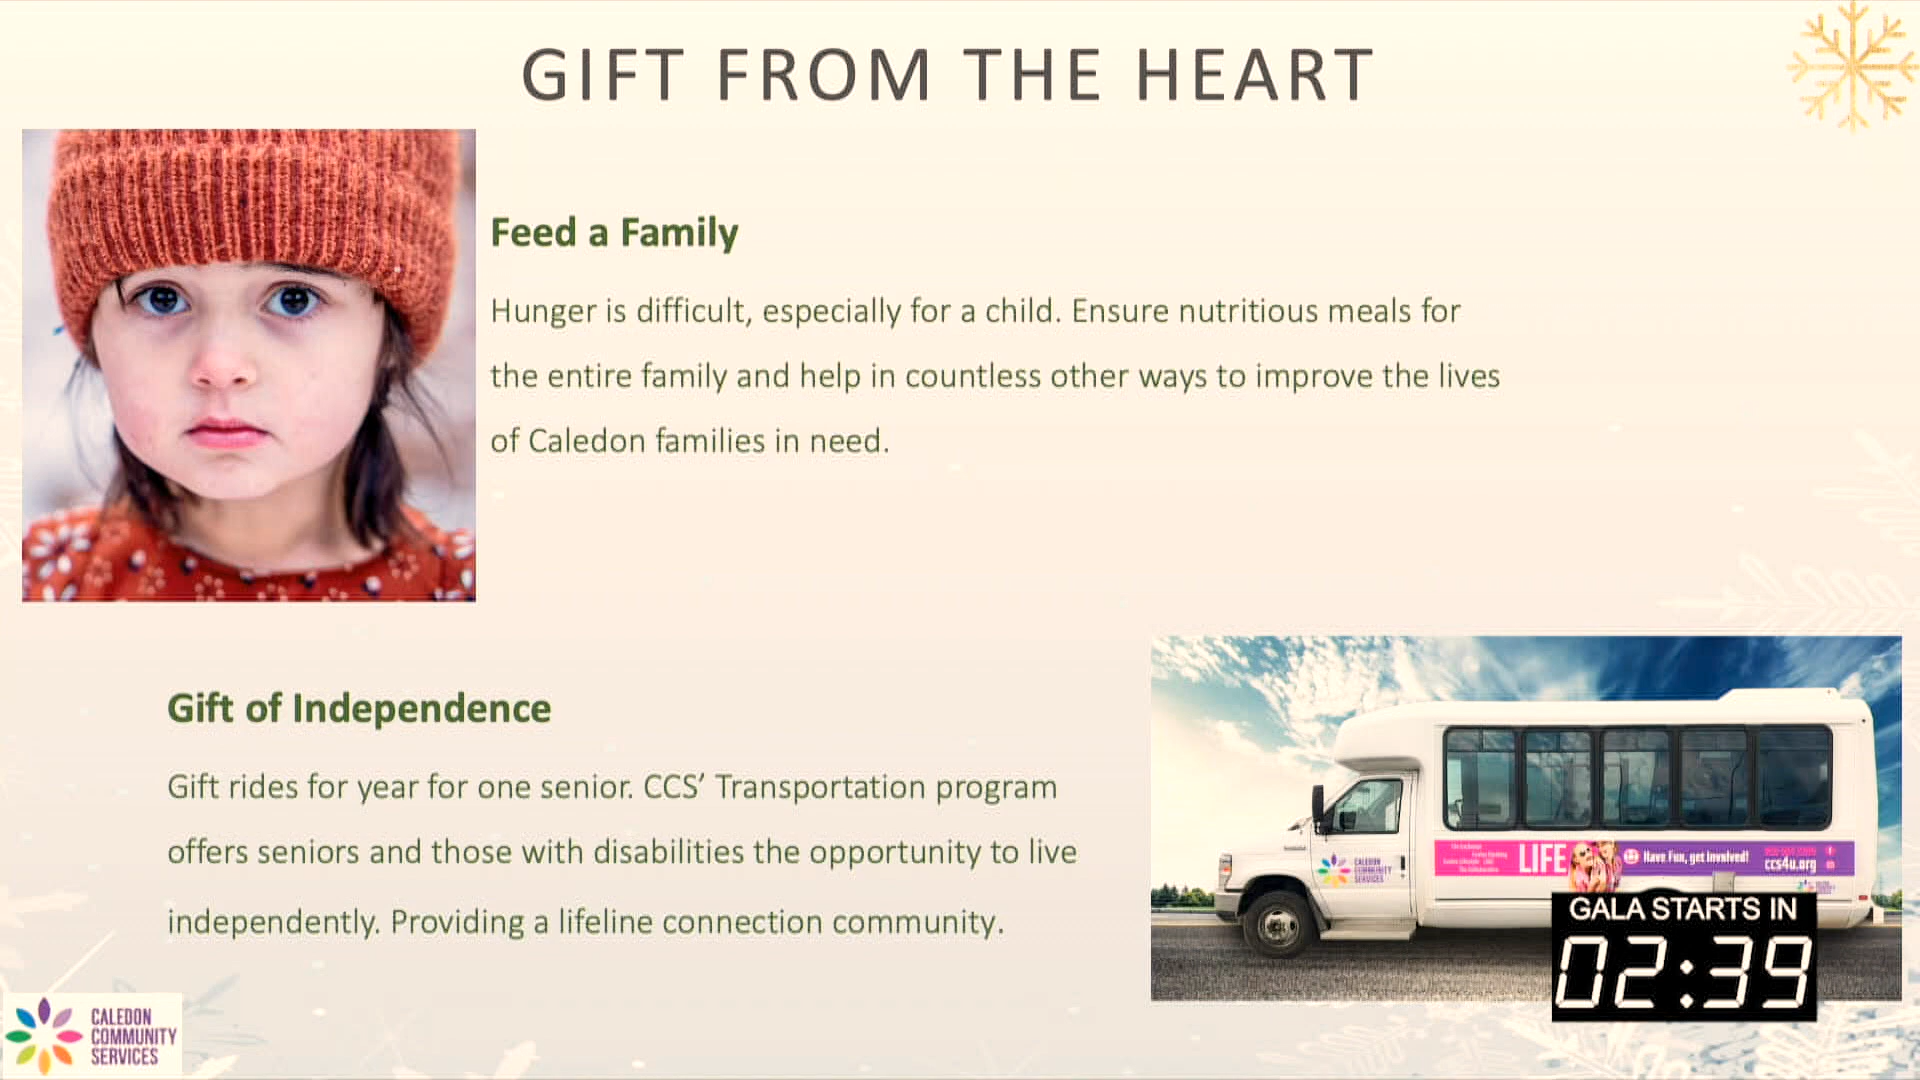 GIFT FROM THE HEART
Feed a Family
Hunger is difficult, especially for a child. Ensure nutritious meals for
the entire family and help in countless other ways to improve the lives
of Caledon families in need.
Gift of Independence
Gift rides for year for one senior. CCS’ Transportation program
offers seniors and those with disabilities the opportunity to live
independently. Providing a lifeline connection community.
CALEDON
COMMUNITY
SERVICES
LIFE
Have Fun, get Involved!
ccs4u.org
GALA STARTS IN
02:39
CALEDON
COMMUNITY
SERVICES